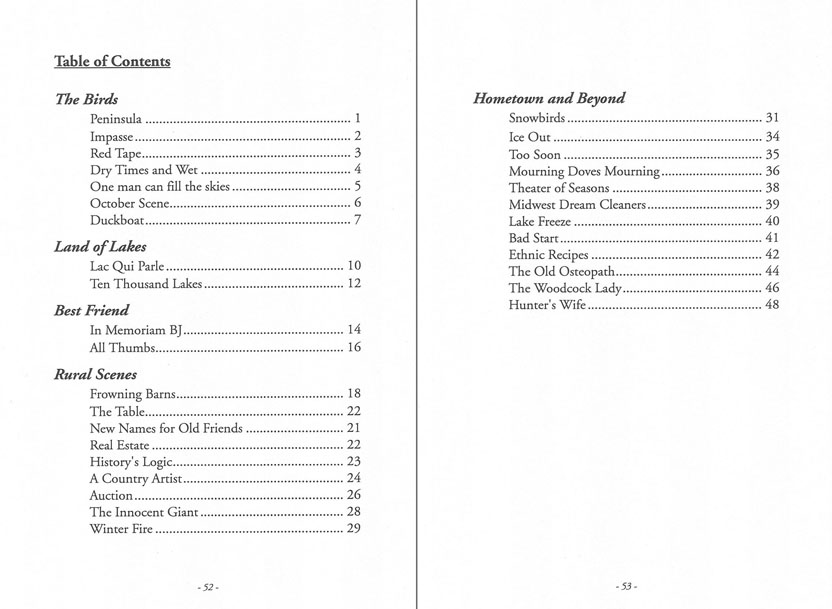 Table of Contents
The Birds
Peninsula ........................................................... 1
Impasse.............................................................. 2
Red Tape............................................................ 3
Dry Times and Wet ........................................... 4
One man can fill the skies................................... 5
October Scene.................................................... 6
Duckboat........................................................... 7
Land of Lakes
Lac Qui Parle .................................................... 10
Ten Thousand Lakes......................................... 12
Best Friend
In Memoriam BJ............................................... 14
All Thumbs....................................................... 16
Rural Scenes
Frowning Barns................................................. 18
The Table.......................................................... 22
New Names for Old Friends ............................ 21
Real Estate ........................................................ 22
History's Logic.................................................. 23
A Country Artist............................................... 24
Auction............................................................. 26
The Innocent Giant .......................................... 28
Winter Fire ....................................................... 29
- 52 -
Hometown and Beyond
Snowbirds ......................................................... 31
Ice Out ............................................................. 34
Too Soon .......................................................... 35
Mourning Doves Mourning.............................. 36
Theater of Seasons ............................................ 38
Midwest Dream Cleaners.................................. 39
Lake Freeze ....................................................... 40
Bad Start........................................................... 41
Ethnic Recipes .................................................. 42
The Old Osteopath........................................... 44
The Woodcock Lady......................................... 46
Hunter's Wife ................................................... 48
- 53 -